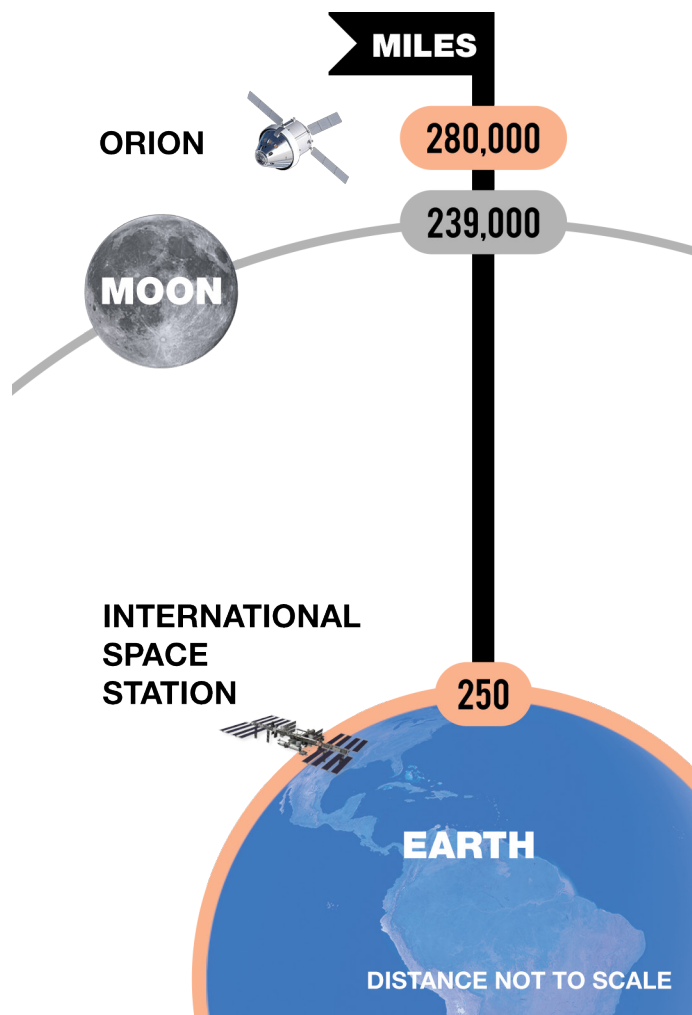 MILES
ORION
280,000
239,000
MOON
INTERNATIONAL
SPACE
STATION
250
EARTH
DISTANCE NOT TO SCALE